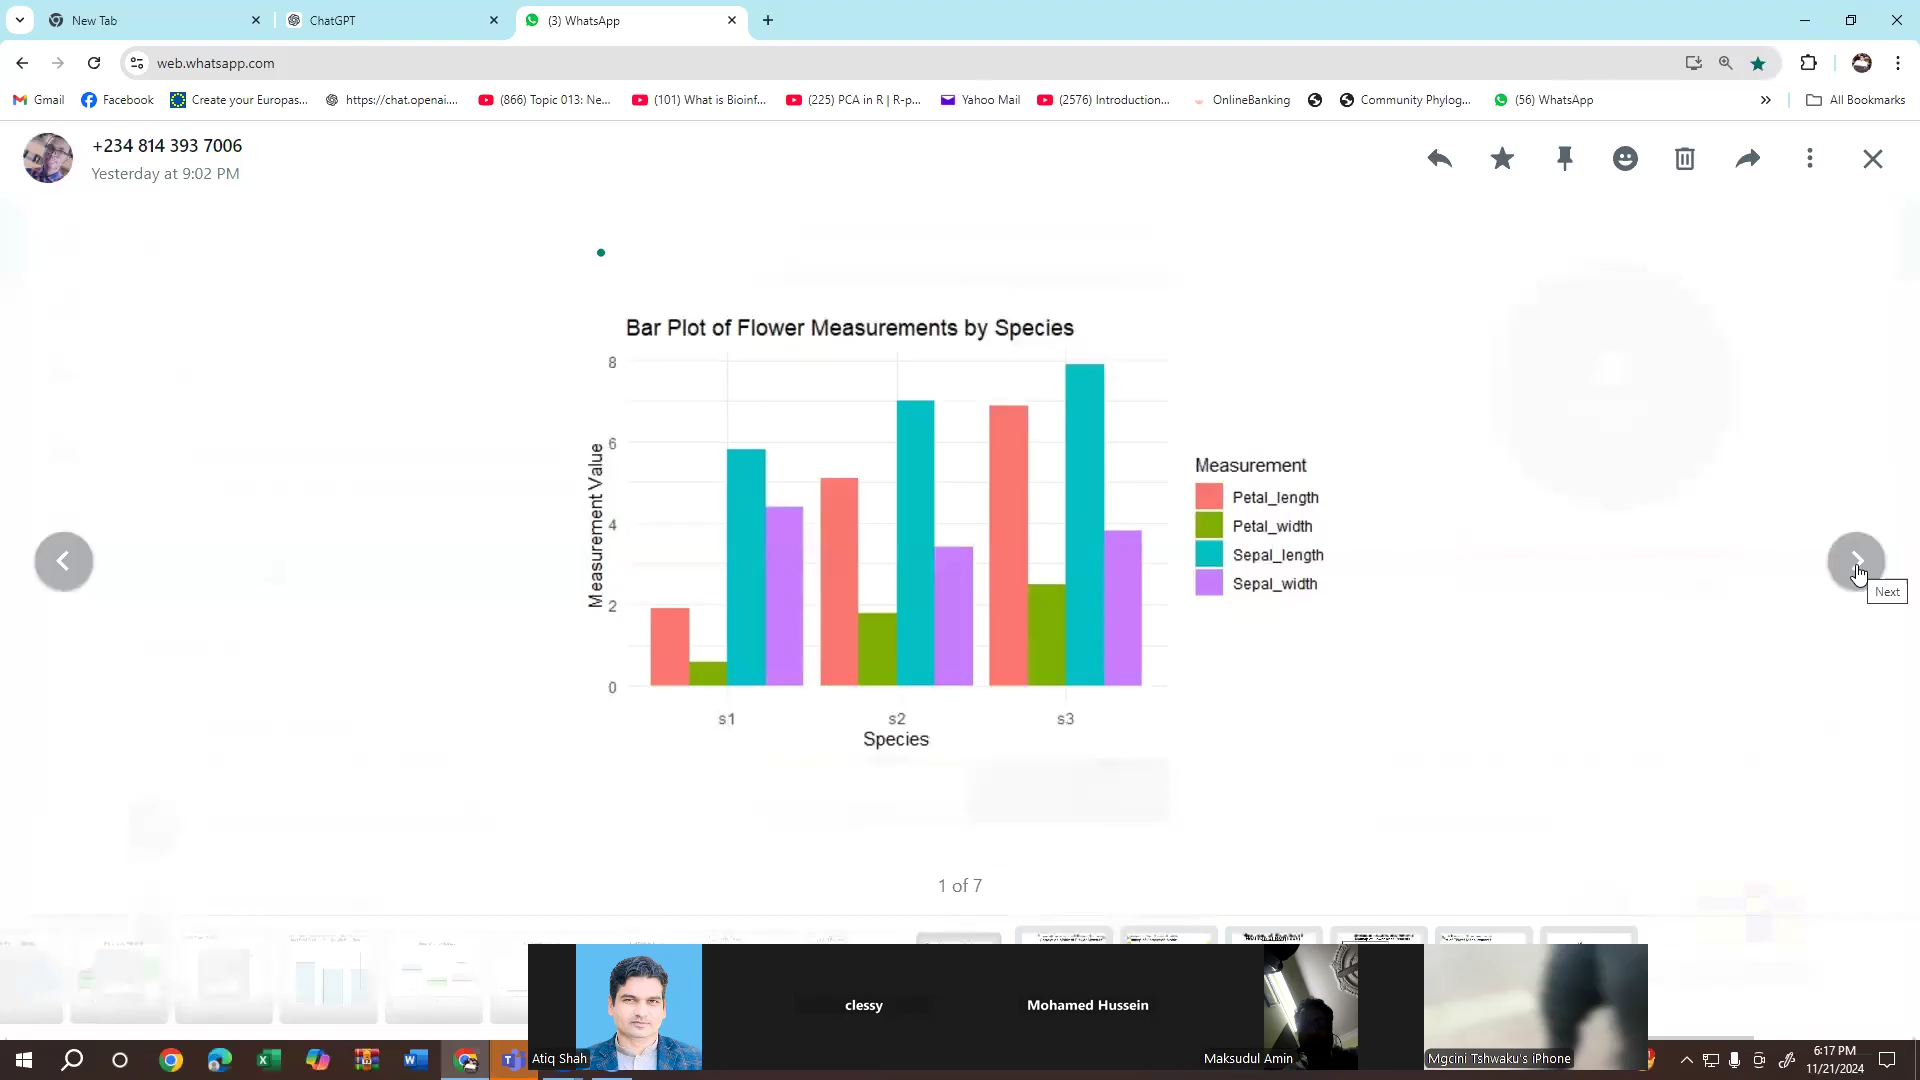 New Tab
ChatGPT
(3) WhatsApp
web.whatsapp.com
Gmail
Facebook
Create your Europas...
https://chat.openai....
(866) Topic 013: Ne...
(101) What is Bioinf...
(225) PCA in R | R-p...
Yahoo Mail
(2576) Introduction...
OnlineBanking
Community Phylog...
(56) WhatsApp
All Bookmarks
+234 814 393 7006
Yesterday at 9:02 PM
Bar Plot of Flower Measurements by Species
8
6
4
2
0
Measurement Value
s1
s2
s3
Species
Measurement
Petal_length
Petal_width
Sepal_length
Sepal_width
Next
1 of 7
Atiq Shah
clessy
Mohamed Hussein
Maksudul Amin
Mgcini Tshwaku's iPhone
6:17 PM
11/21/2024